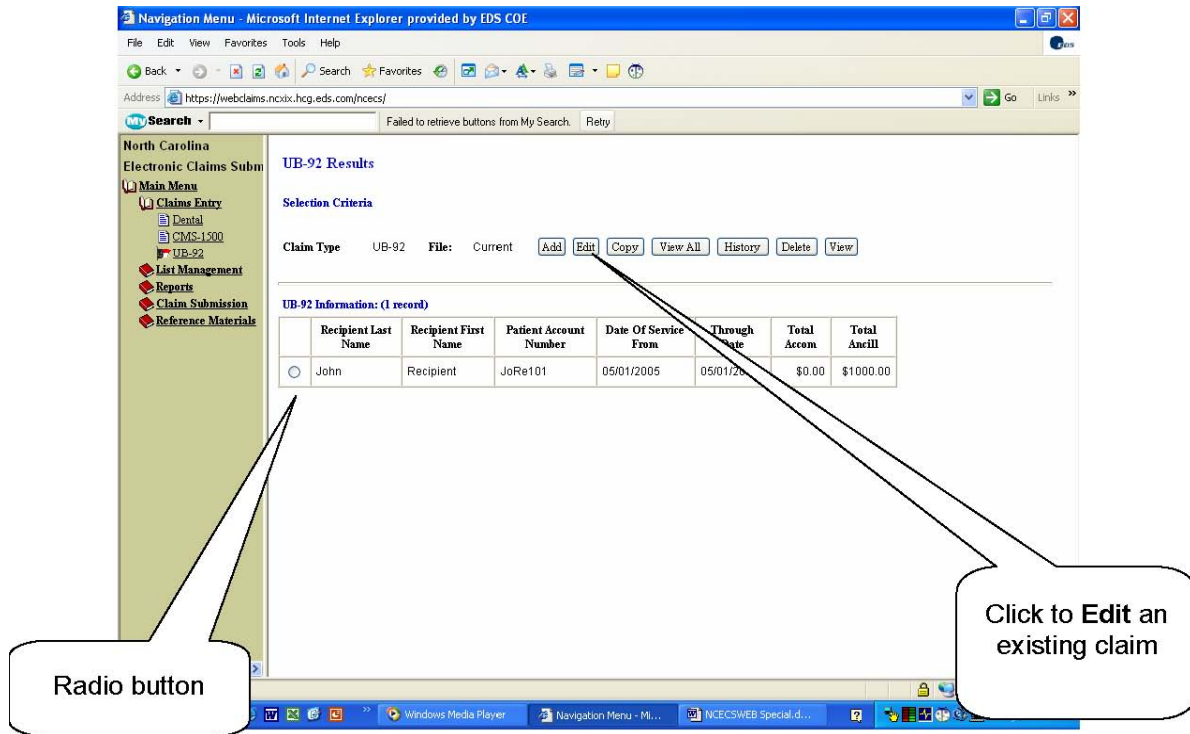 Navigation Menu - Microsoft Internet Explorer provided by EDS COE
File Edit View Favorites Tools Help
Back Search Favorites
Address https://webclaims.ncxix.hcg.eds.com/ncecs/ Go Links »
My Search Failed to retrieve buttons from My Search. Retry
North Carolina
Electronic Claims Subm
Main Menu
Claims Entry
Dental
CMS-1500
UB-92
List Management
Reports
Claim Submission
Reference Materials
UB-92 Results
Selection Criteria
Claim Type UB-92 File: Current Add Edit Copy View All History Delete View
UB-92 Information: (1 record)
Recipient Last Name Recipient First Name Patient Account Number Date Of Service From Through Date Total Accom Total Ancill
John Recipient JoRe101 05/01/2005 05/01/20 $0.00 $1000.00
Click to Edit an
existing claim
Radio button
» Windows Media Player Navigation Menu - Mi... NCECSWEB Special.d...